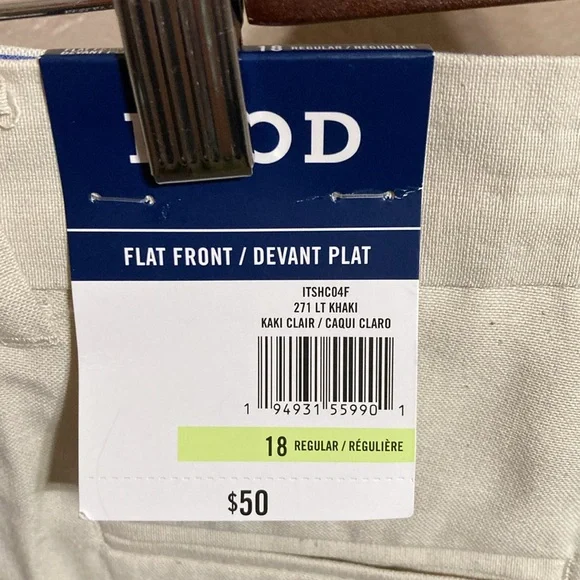 18 REGULAR / RÉGULIÈRE
OD
FLAT FRONT / DEVANT PLAT
ITSHC04F
271 LT KHAKI
KAKI CLAIR / CAQUI CLARO
1 94931 55990 1
18 REGULAR / RÉGULIÈRE
$50